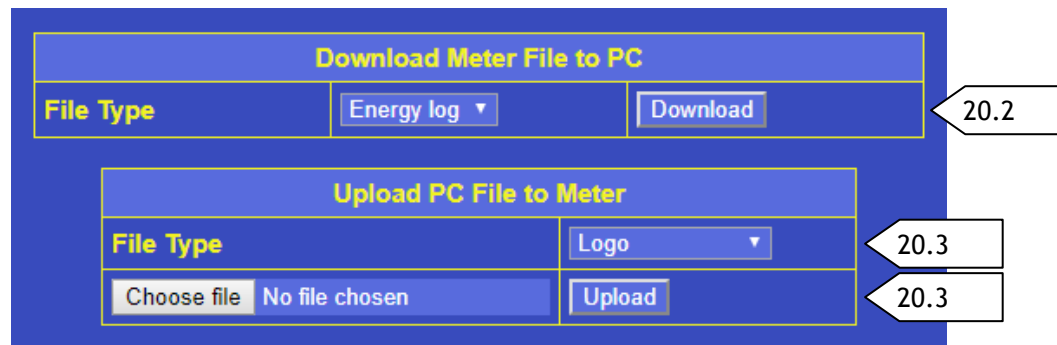 Download Meter File to PC
File Type Energy log Download 20.2
Upload PC File to Meter
File Type Logo 20.3
Choose file No file chosen Upload 20.3